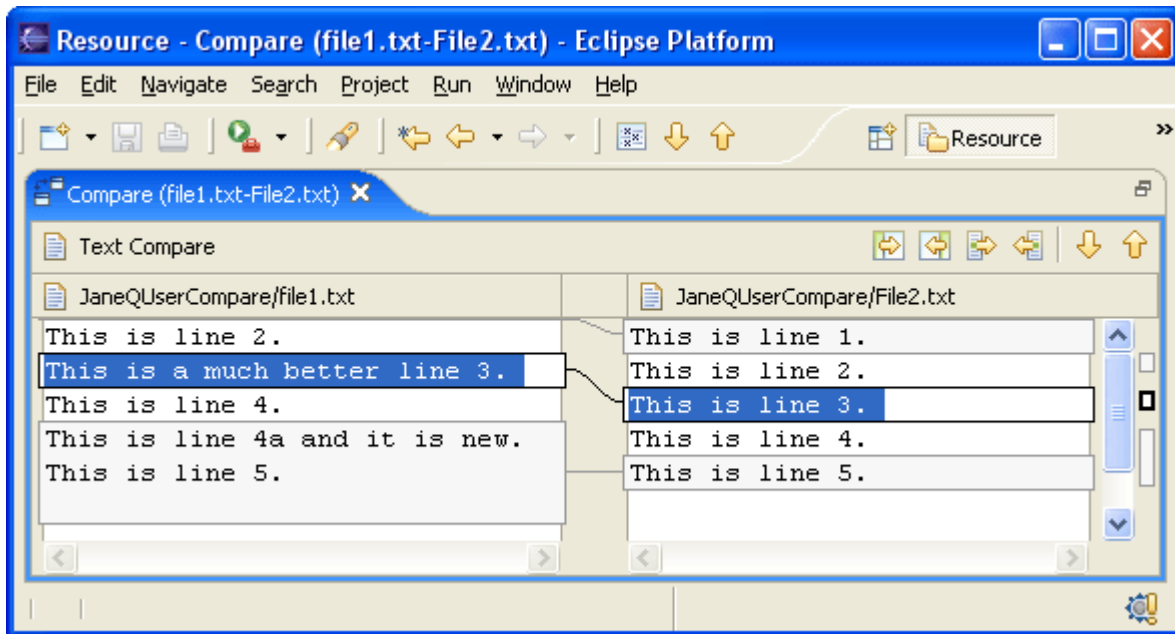 Resource - Compare (file1.txt-File2.txt) - Eclipse Platform
File Edit Navigate Search Project Run Window Help
Resource
Compare (file1.txt-File2.txt)
Text Compare
JaneQUserCompare/file1.txt
This is line 2.
This is a much better line 3.
This is line 4.
This is line 4a and it is new.
This is line 5.
JaneQUserCompare/File2.txt
This is line 1.
This is line 2.
This is line 3.
This is line 4.
This is line 5.